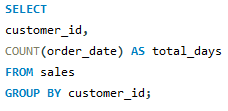 SELECT
customer_id,
COUNT(order_date) AS total_days
FROM sales
GROUP BY customer_id;